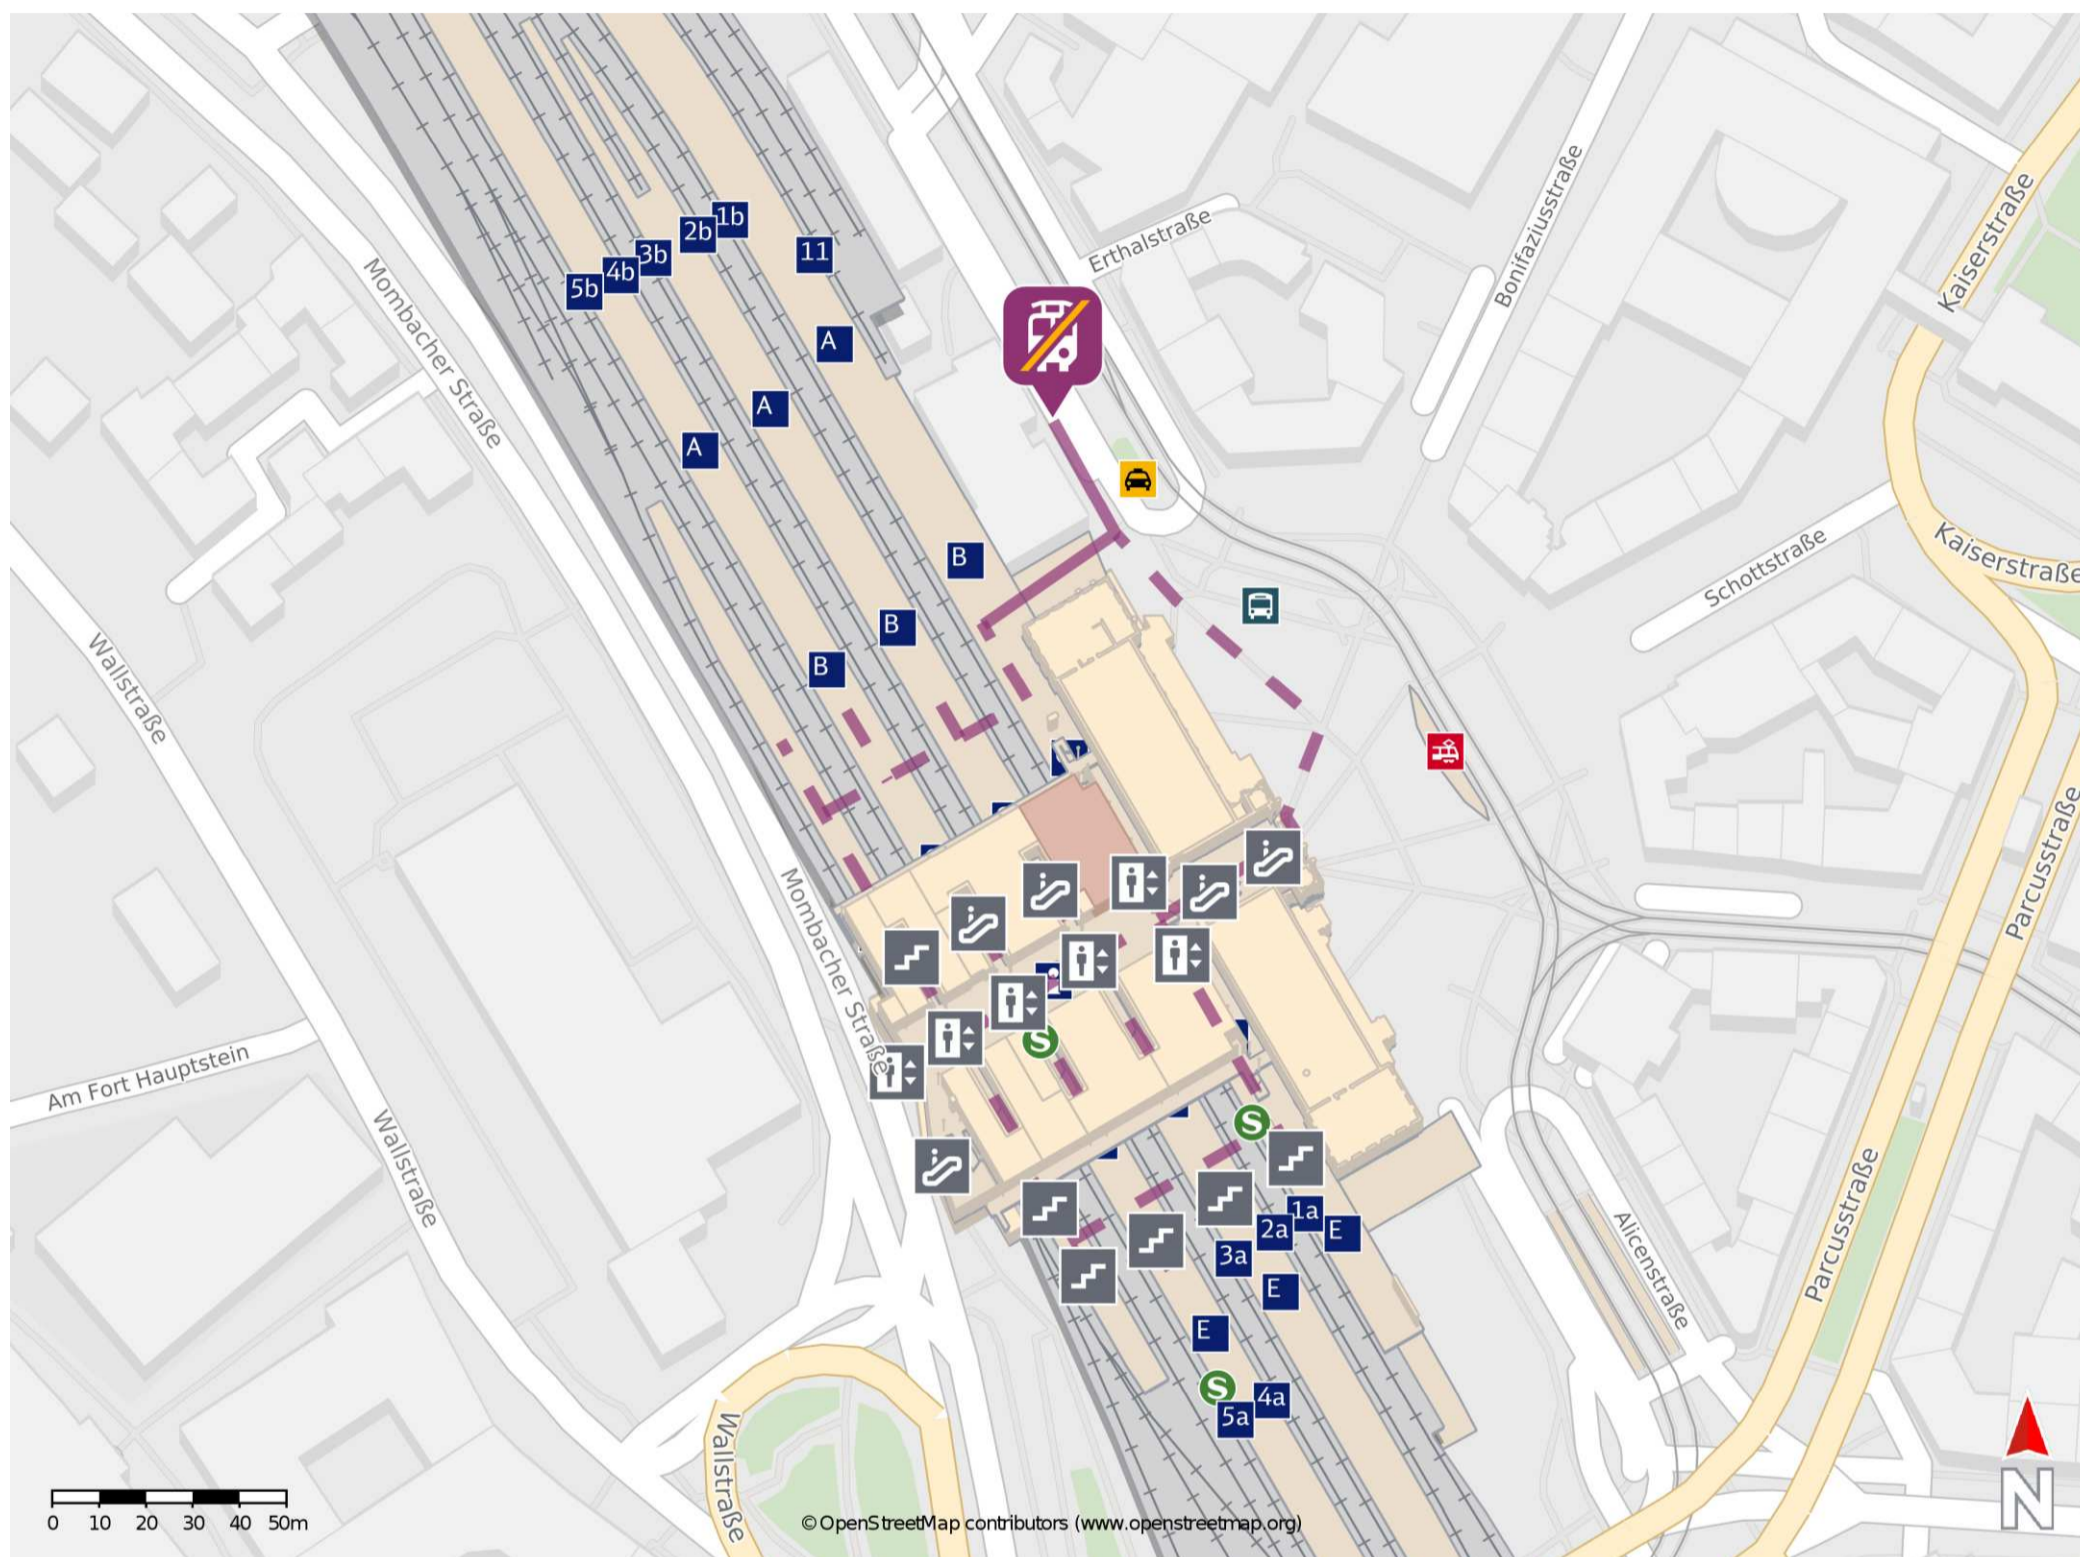 1b
2b
3b
4b
5b
11
Erthalstraße
Bonifaziusstraße
Kaiserstraße
Mombacher Straße
A
A
A
B
B
B
Kaiserstraße
Schottstraße
Wallstraße
Mombacher Straße
Parcusstraße
Am Fort Hauptstein
Wallstraße
S
S
1a
2a
E
3a
E
E
S
4a
5a
Alicenstraße
Parcusstraße
Wallstraße
0 10 20 30 40 50m
© OpenStreetMap contributors (www.openstreetmap.org)
N